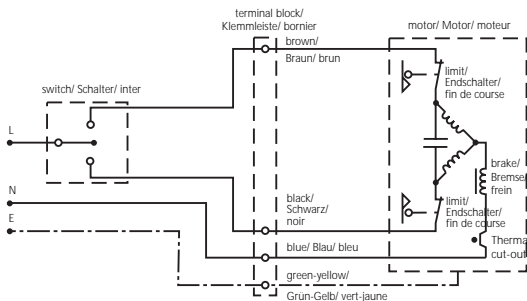 terminal block/
Klemmleiste/ bornier
motor/ Motor/ moteur
brown/
Braun/ brun
switch/ Schalter/ inter
limit/
Endschalter/
fin de course
L
brake/
Bremse/
frein
N
black/
Schwarz/
noir
limit/
Endschalter/
fin de course
E
blue/ Blau/ bleu
Therma
cut-out
green-yellow/
Grün-Gelb/ vert-jaune